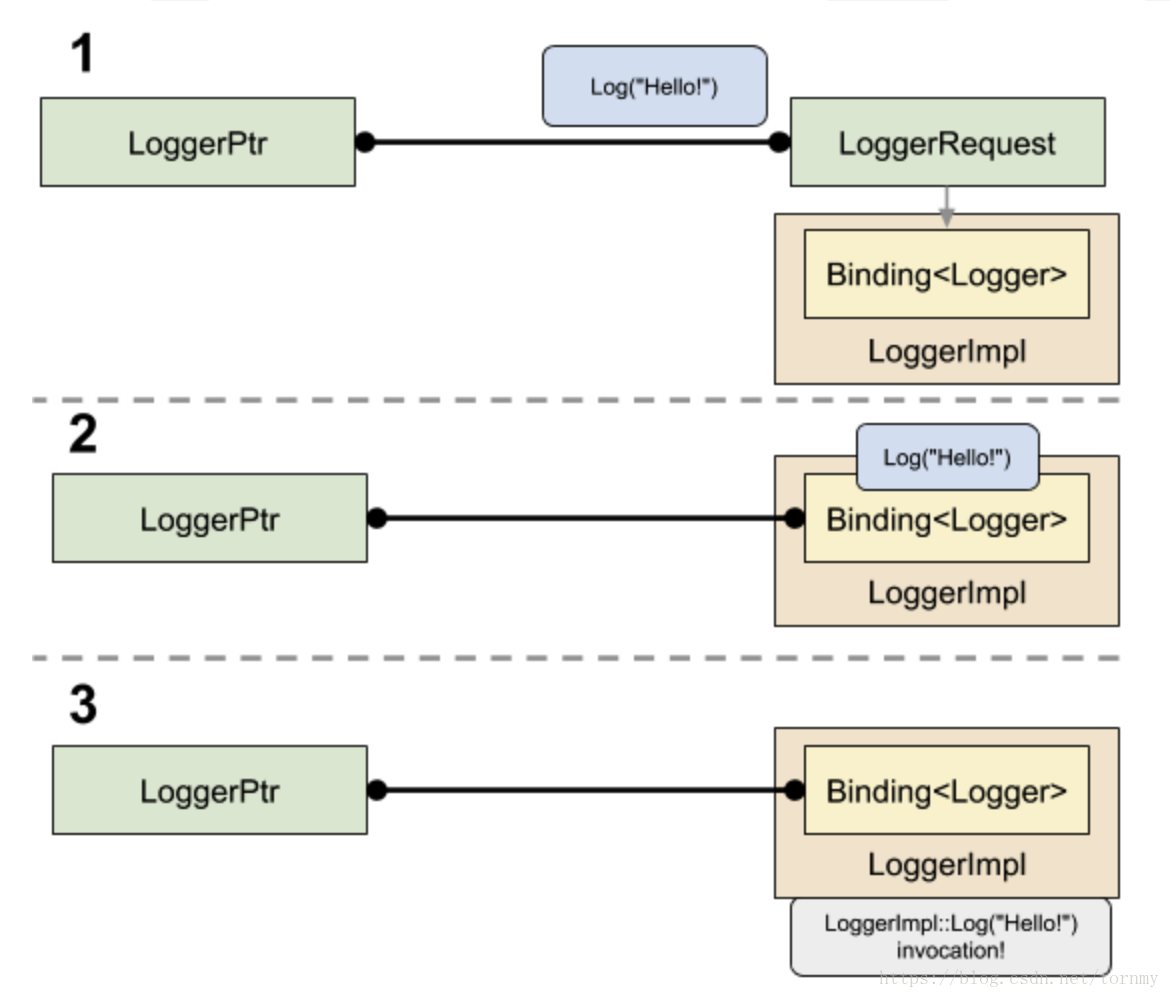 1
Log("Hello!")
LoggerPtr
LoggerRequest
Binding<Logger>
LoggerImpl
2
Log("Hello!")
LoggerPtr
Binding<Logger>
LoggerImpl
3
LoggerPtr
Binding<Logger>
LoggerImpl
LoggerImpl::Log("Hello!")
invocation!
https://blog.csdn.net/tornmy